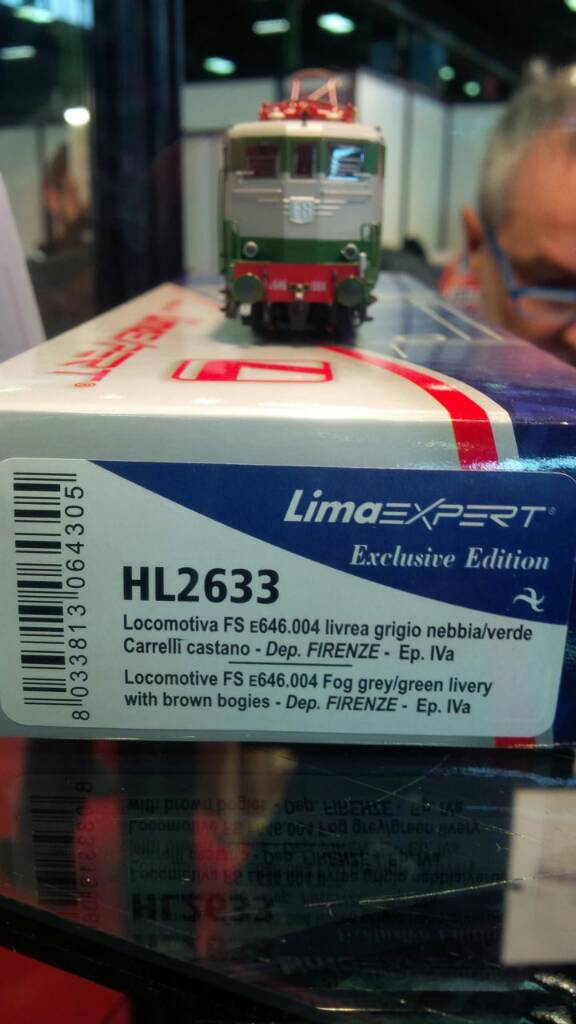 LimaEXPERT®
Exclusive Edition
HL2633
Locomotiva FS E646.004 livrea grigio nebbia/verde
Carrelli castano - Dep. FIRENZE - Ep. IVa
Locomotive FS E646.004 Fog grey/green livery
with brown bogies - Dep. FIRENZE - Ep. IVa
8 033813 064305